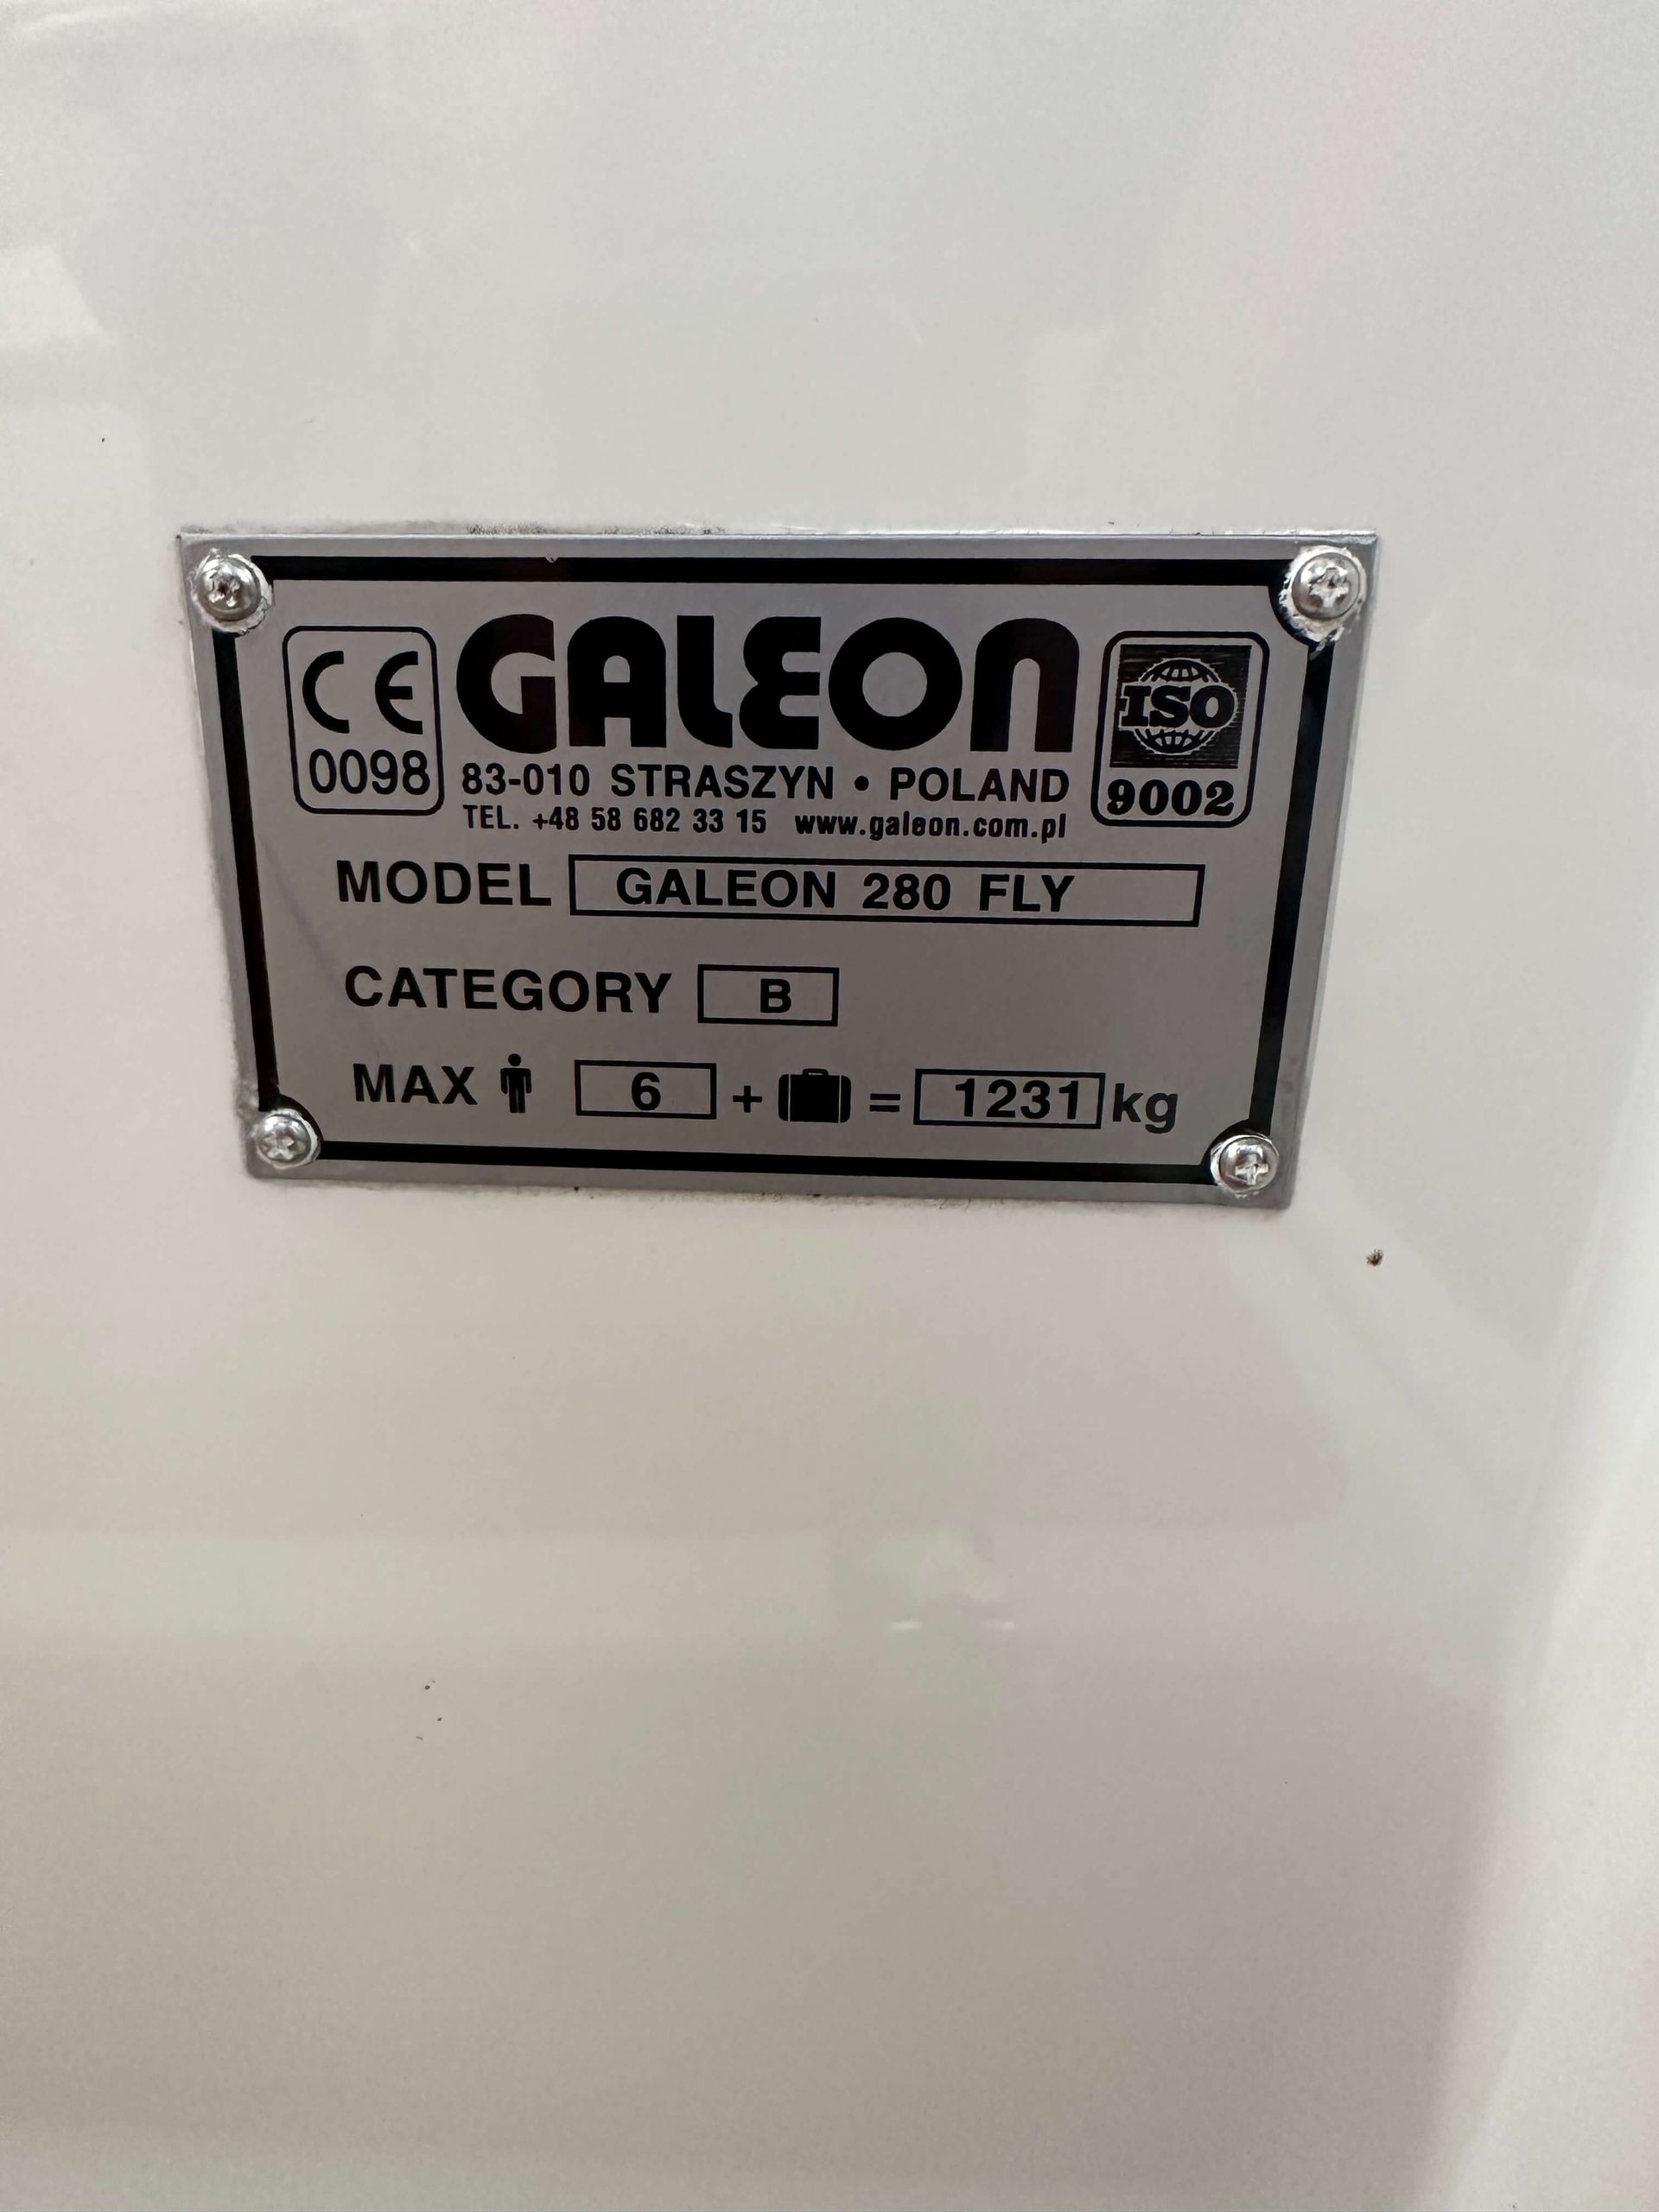 CE
0098
GALEON
83-010 STRASZYN • POLAND
TEL. +48 58 682 33 15 www.galeon.com.pl
ISO
9002
MODEL GALEON 280 FLY
CATEGORY B
MAX 6 + = 1231 kg